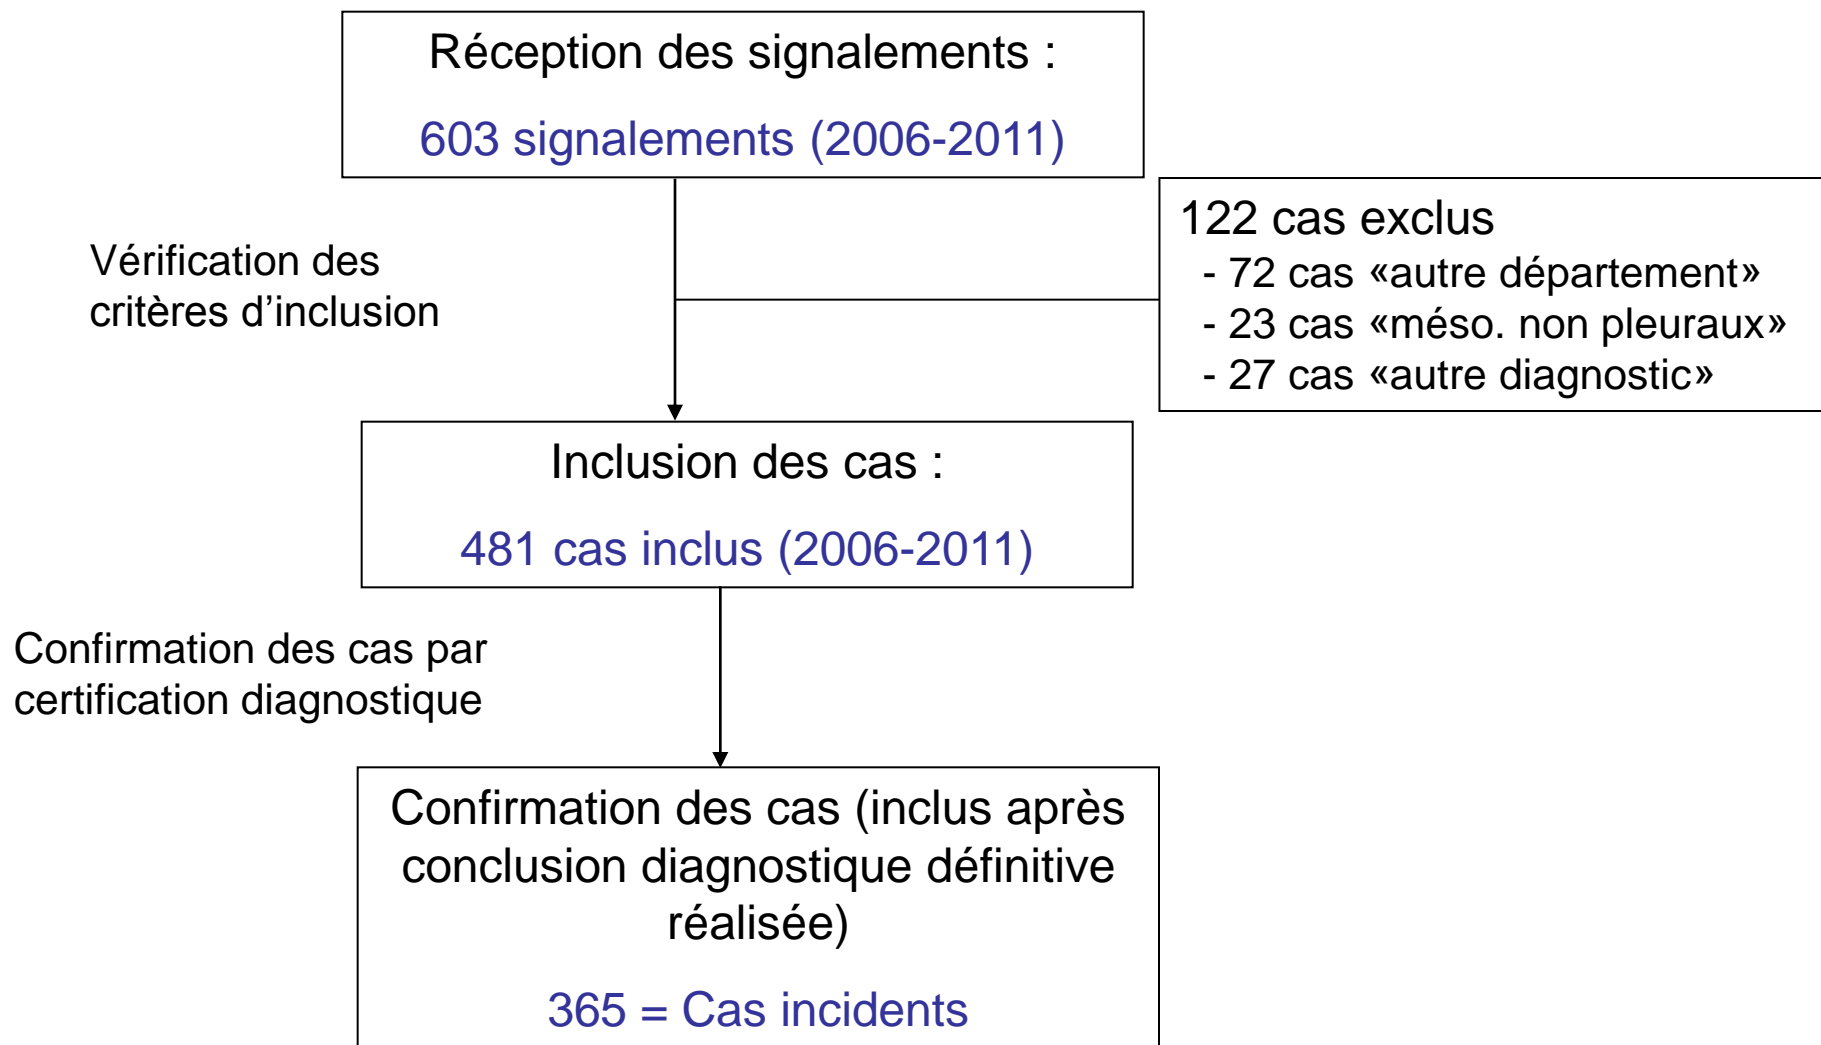 Réception des signalements :
603 signalements (2006-2011)
Vérification des
critères d’inclusion
122 cas exclus
- 72 cas «autre département»
- 23 cas «méso. non pleuraux»
- 27 cas «autre diagnostic»
Inclusion des cas :
481 cas inclus (2006-2011)
Confirmation des cas par
certification diagnostique
Confirmation des cas (inclus après
conclusion diagnostique définitive
réalisée)
365 = Cas incidents